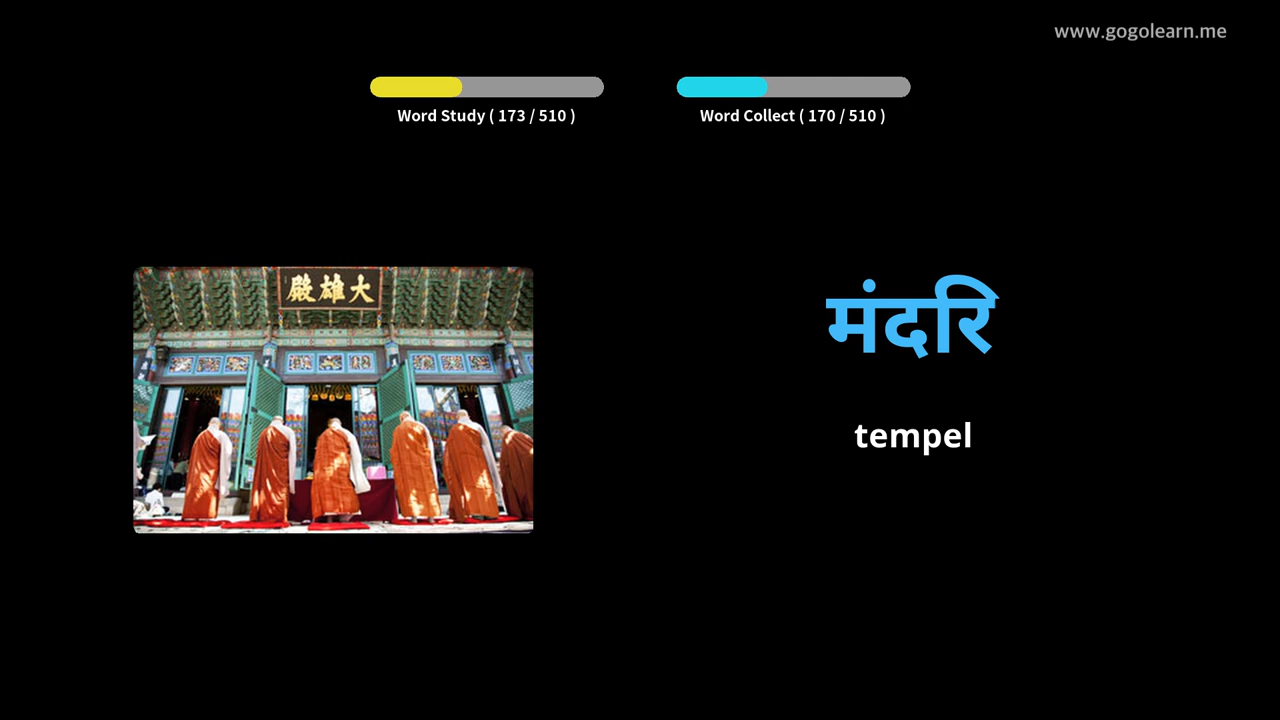 www.gogolearn.me
Word Study ( 173 / 510 )
Word Collect ( 170 / 510 )
大雄殿
मंदरि
tempel